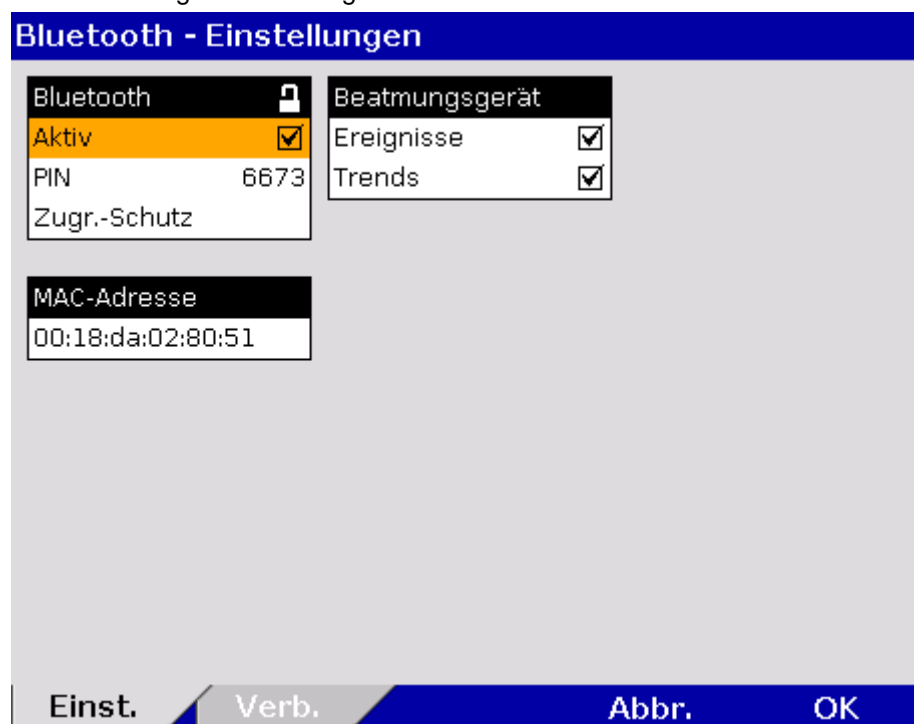 Bluetooth - Einstellungen
Bluetooth
Aktiv
PIN 6673
Zugr.-Schutz
Beatmungsgerät
Ereignisse
Trends
MAC-Adresse
00:18:da:02:80:51
Einst. Verb. Abbr. OK